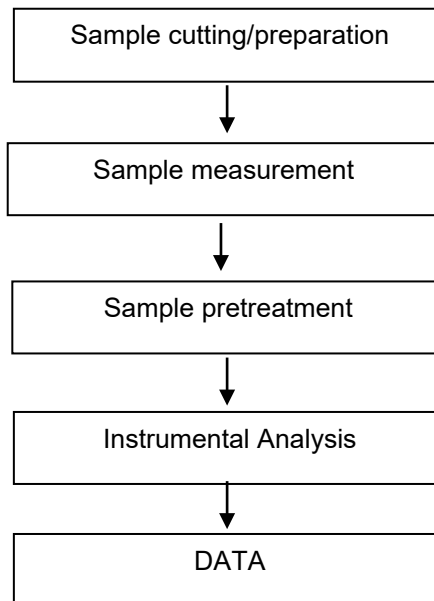 Sample cutting/preparation
Sample measurement
Sample pretreatment
Instrumental Analysis
DATA